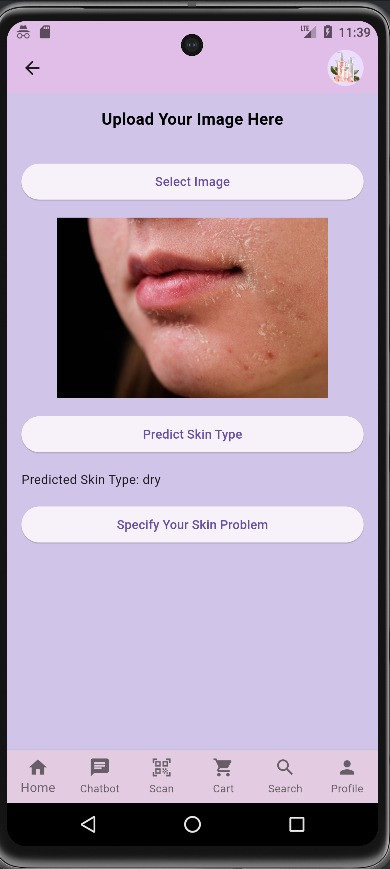 LTE 11:39
Upload Your Image Here
Select Image
Predict Skin Type
Predicted Skin Type: dry
Specify Your Skin Problem
Home Chatbot Scan Cart Search Profile